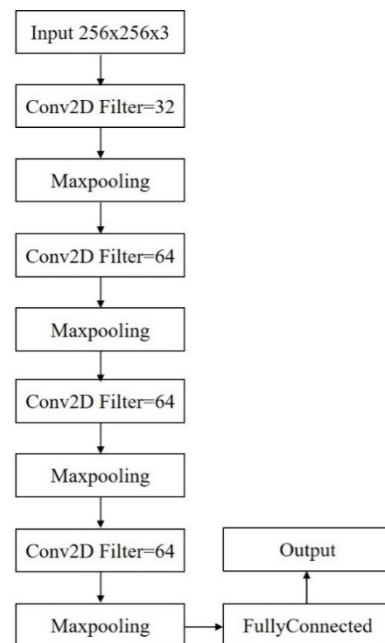 Input 256x256x3
Conv2D Filter=32
Maxpooling
Conv2D Filter=64
Maxpooling
Conv2D Filter=64
Maxpooling
Conv2D Filter=64
Maxpooling
FullyConnected
Output